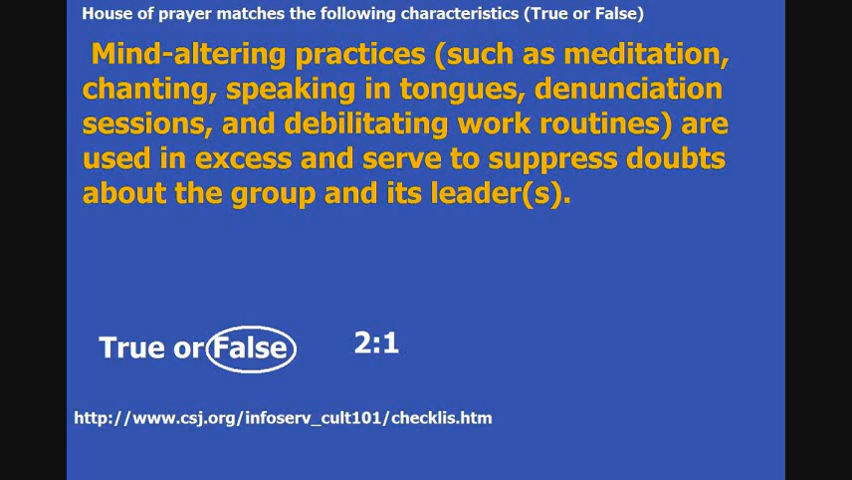 House of prayer matches the following characteristics (True or False)
Mind-altering practices (such as meditation,
chanting, speaking in tongues, denunciation
sessions, and debilitating work routines) are
used in excess and serve to suppress doubts
about the group and its leader(s).
True or False 2:1
http://www.csj.org/infoserv_cult101/checklis.htm